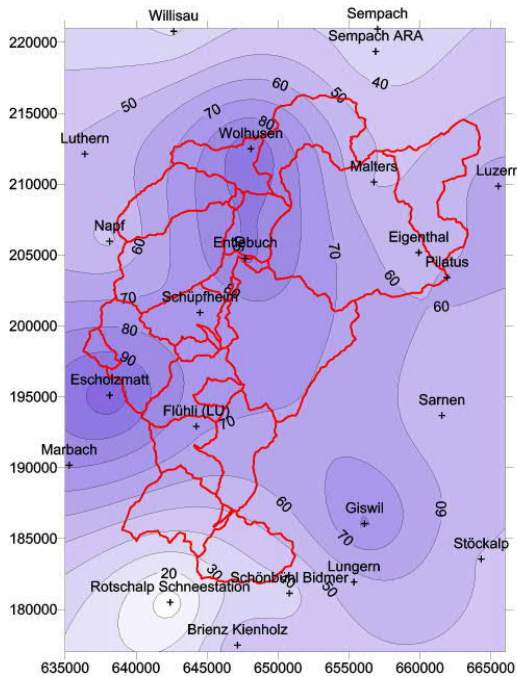 Willisau
Sempach
220000
Sempach ARA
50
60
50
40
215000
70
80
Luthern
Wolhusen
Malters
Luzern
210000
Napf
60
Entlebuch
70
Eigenthal
205000
Pilatus
60
60
70
Schüpfheim
80
200000
90
Escholzmatt
195000
Flühli (LU)
70
Sarnen
Marbach
190000
60
Giswil
60
185000
70
Stöckalp
30
20
Schönbühl Bidmer
Lungern
50
Rotschalp Schneestation
180000
Brienz Kienholz
635000 640000 645000 650000 655000 660000 665000